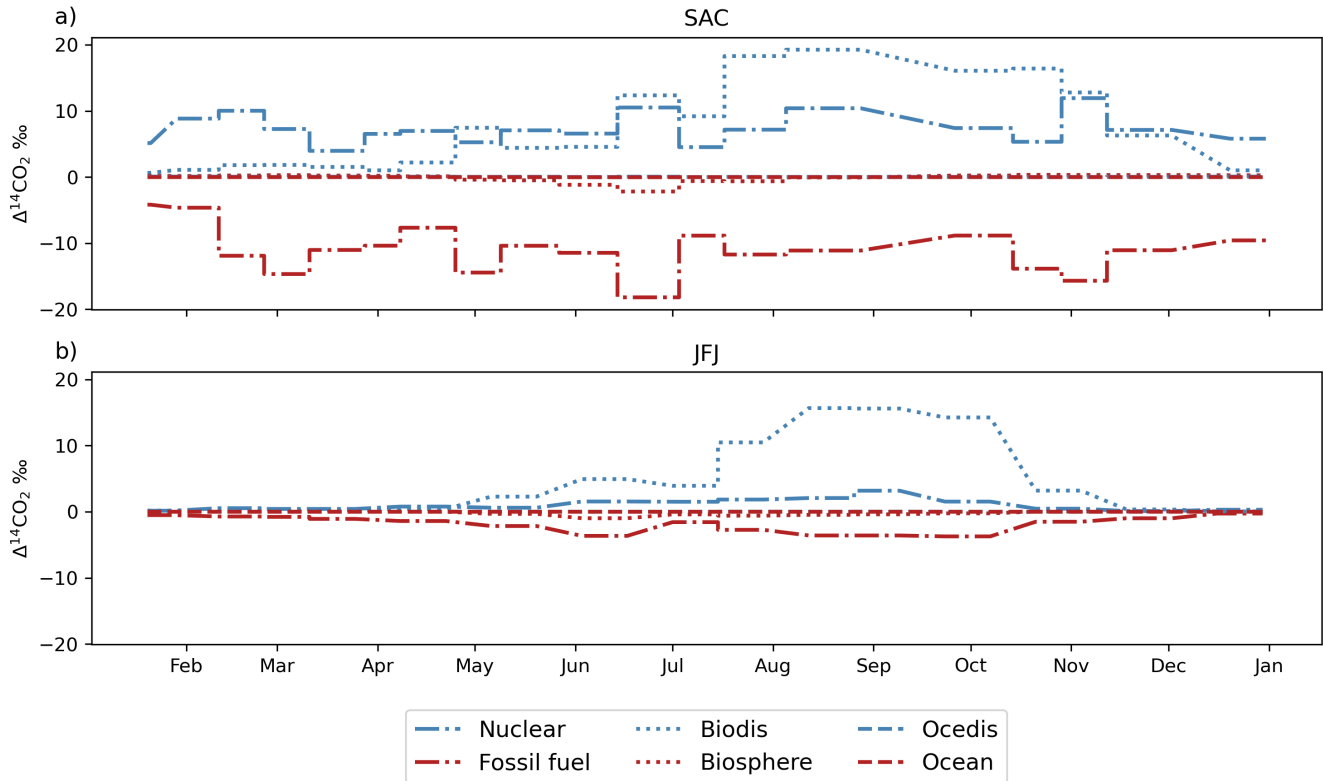 a)
SAC
20
10
0
−10
−20
Δ¹⁴CO₂ ‰
b)
JFJ
20
10
0
−10
−20
Δ¹⁴CO₂ ‰
Feb Mar Apr May Jun Jul Aug Sep Oct Nov Dec Jan
Nuclear Biodis Ocedis
Fossil fuel Biosphere Ocean